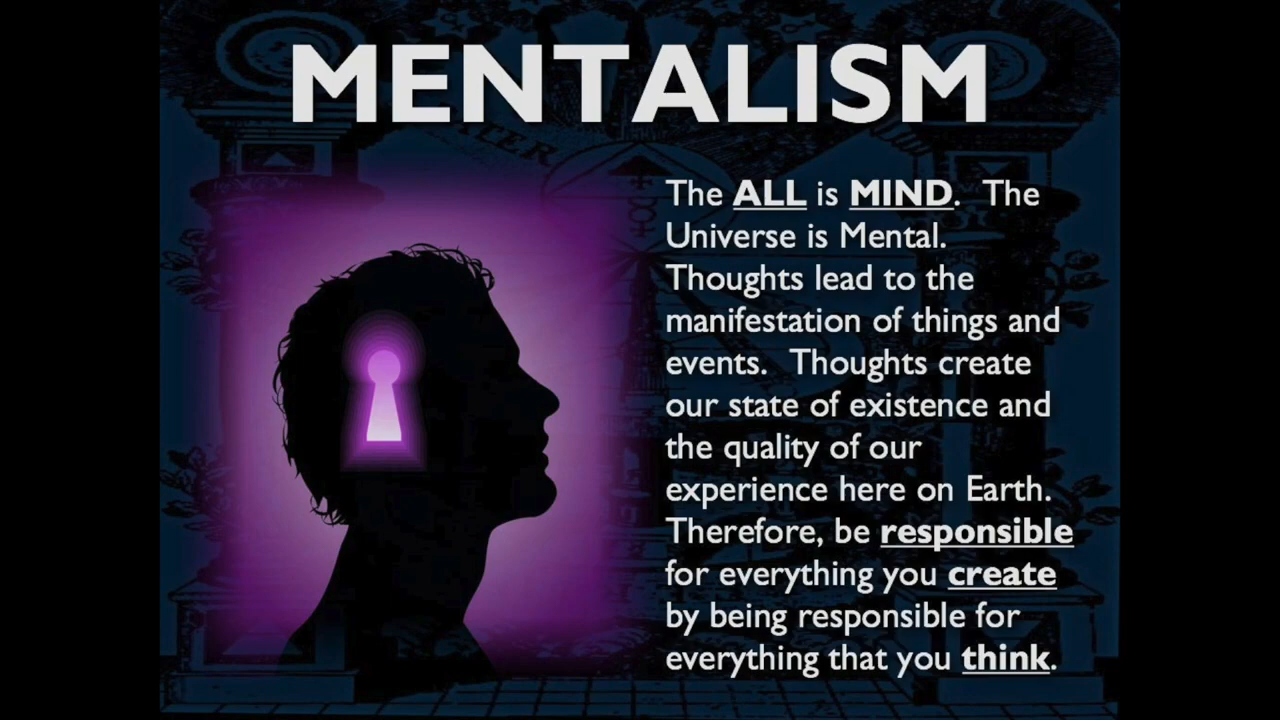 MENTALISM
The ALL is MIND. The
Universe is Mental.
Thoughts lead to the
manifestation of things and
events. Thoughts create
our state of existence and
the quality of our
experience here on Earth.
Therefore, be responsible
for everything you create
by being responsible for
everything that you think.